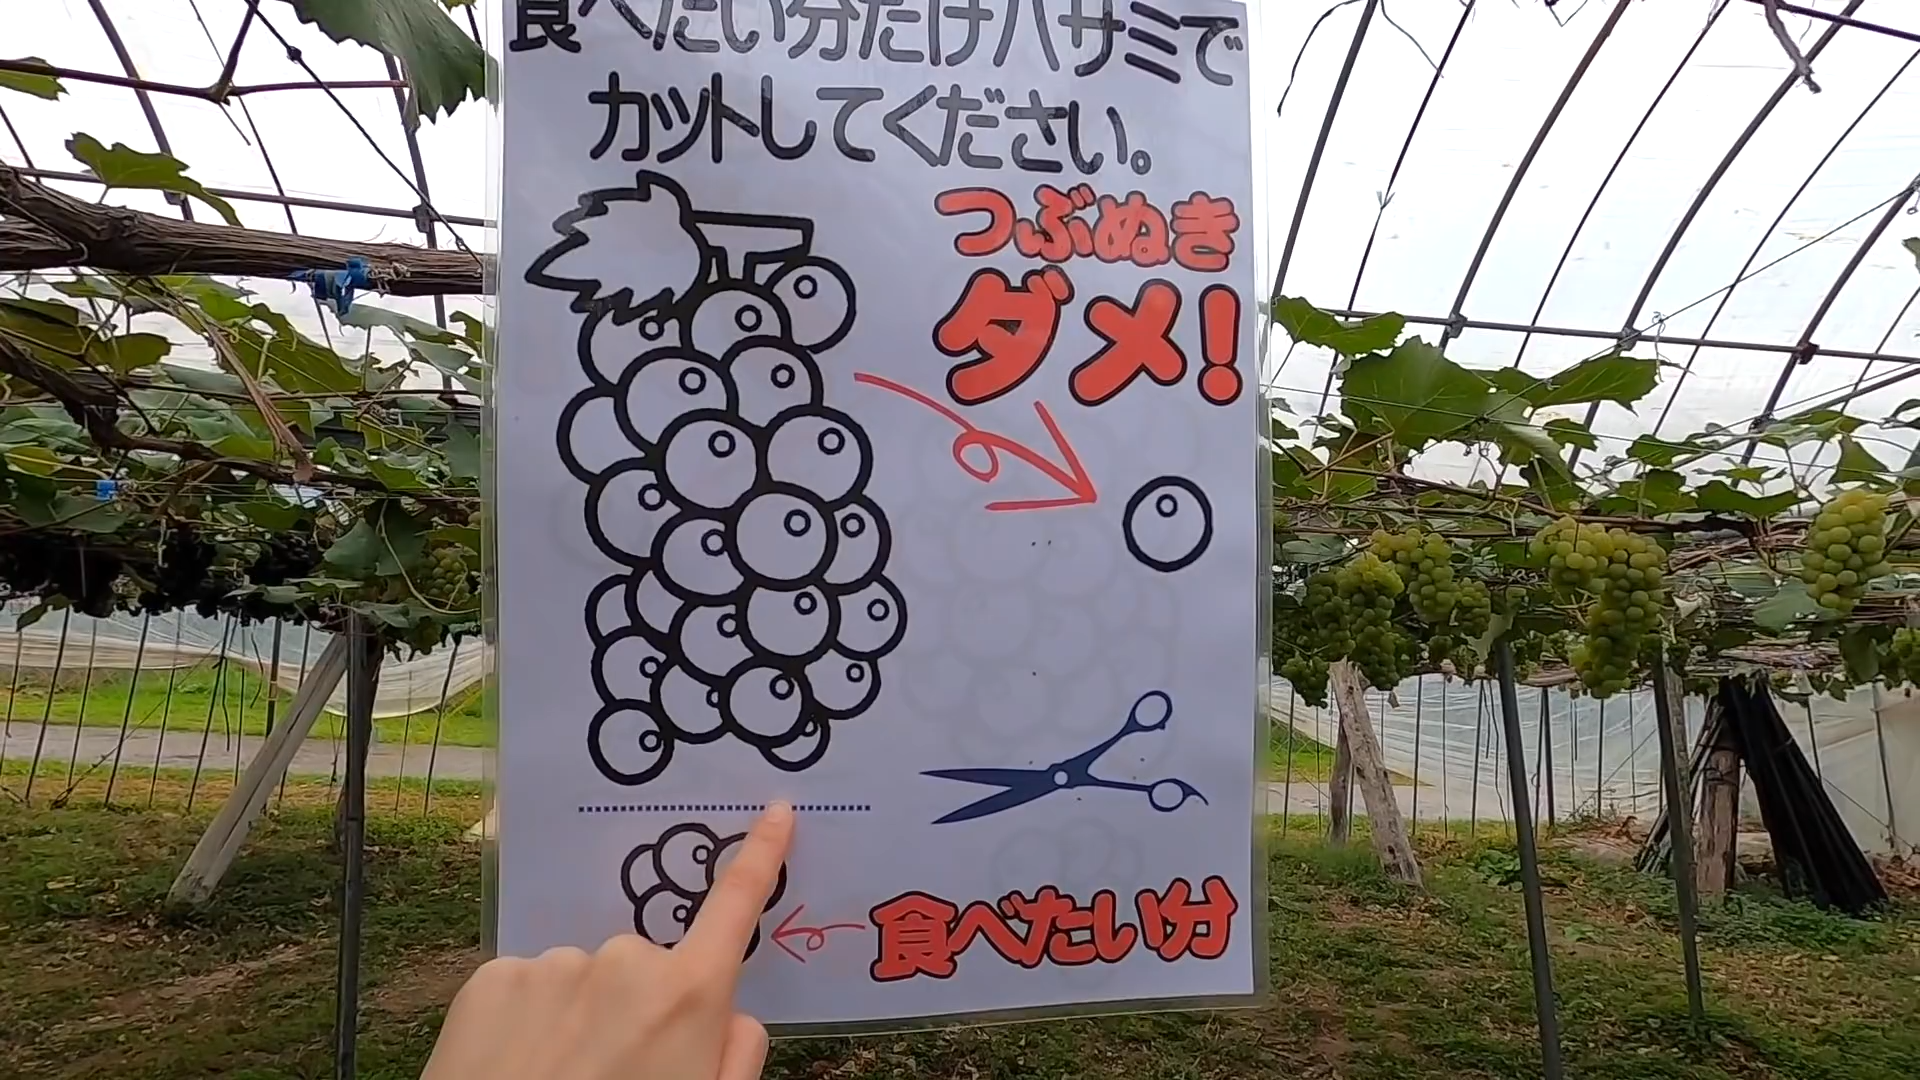 食べたい分だけハサミで
カットしてください。
つぶぬき
ダメ!
食べたい分